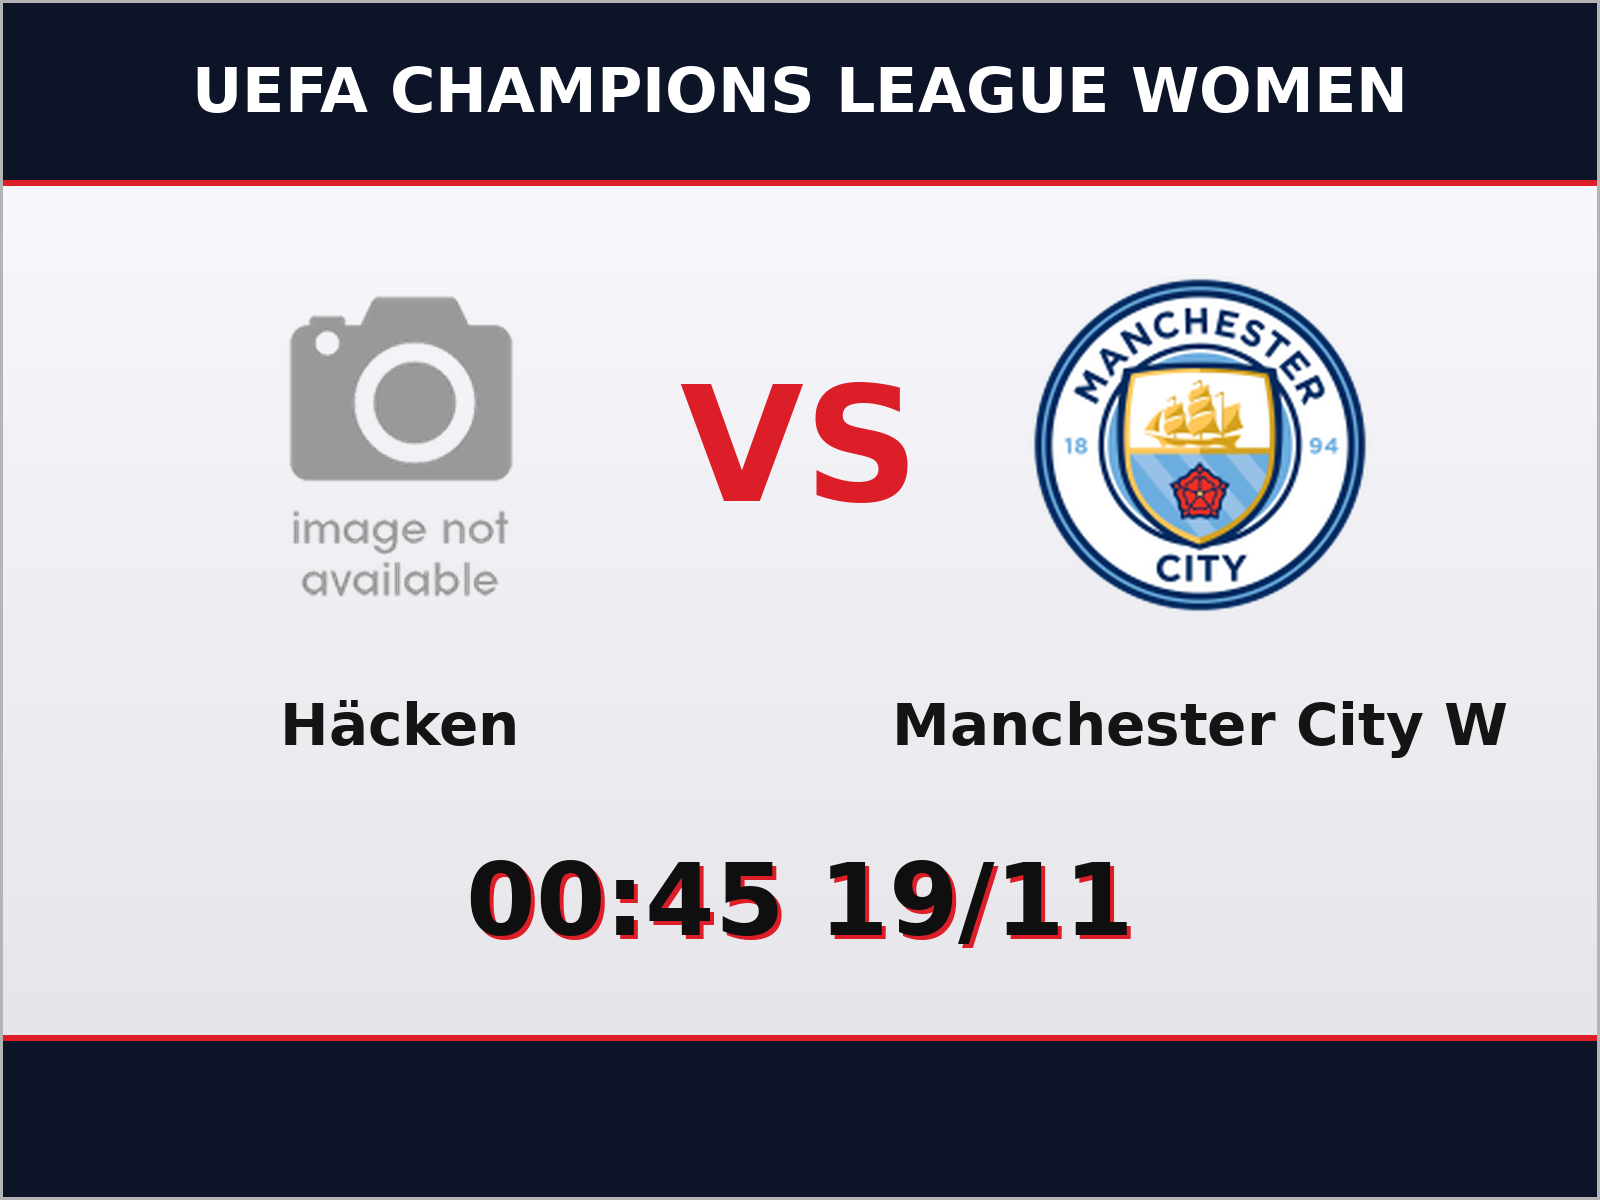 UEFA CHAMPIONS LEAGUE WOMEN
image not
available
VS
MANCHESTER
18 94
CITY
Häcken
Manchester City W
00:45 19/11